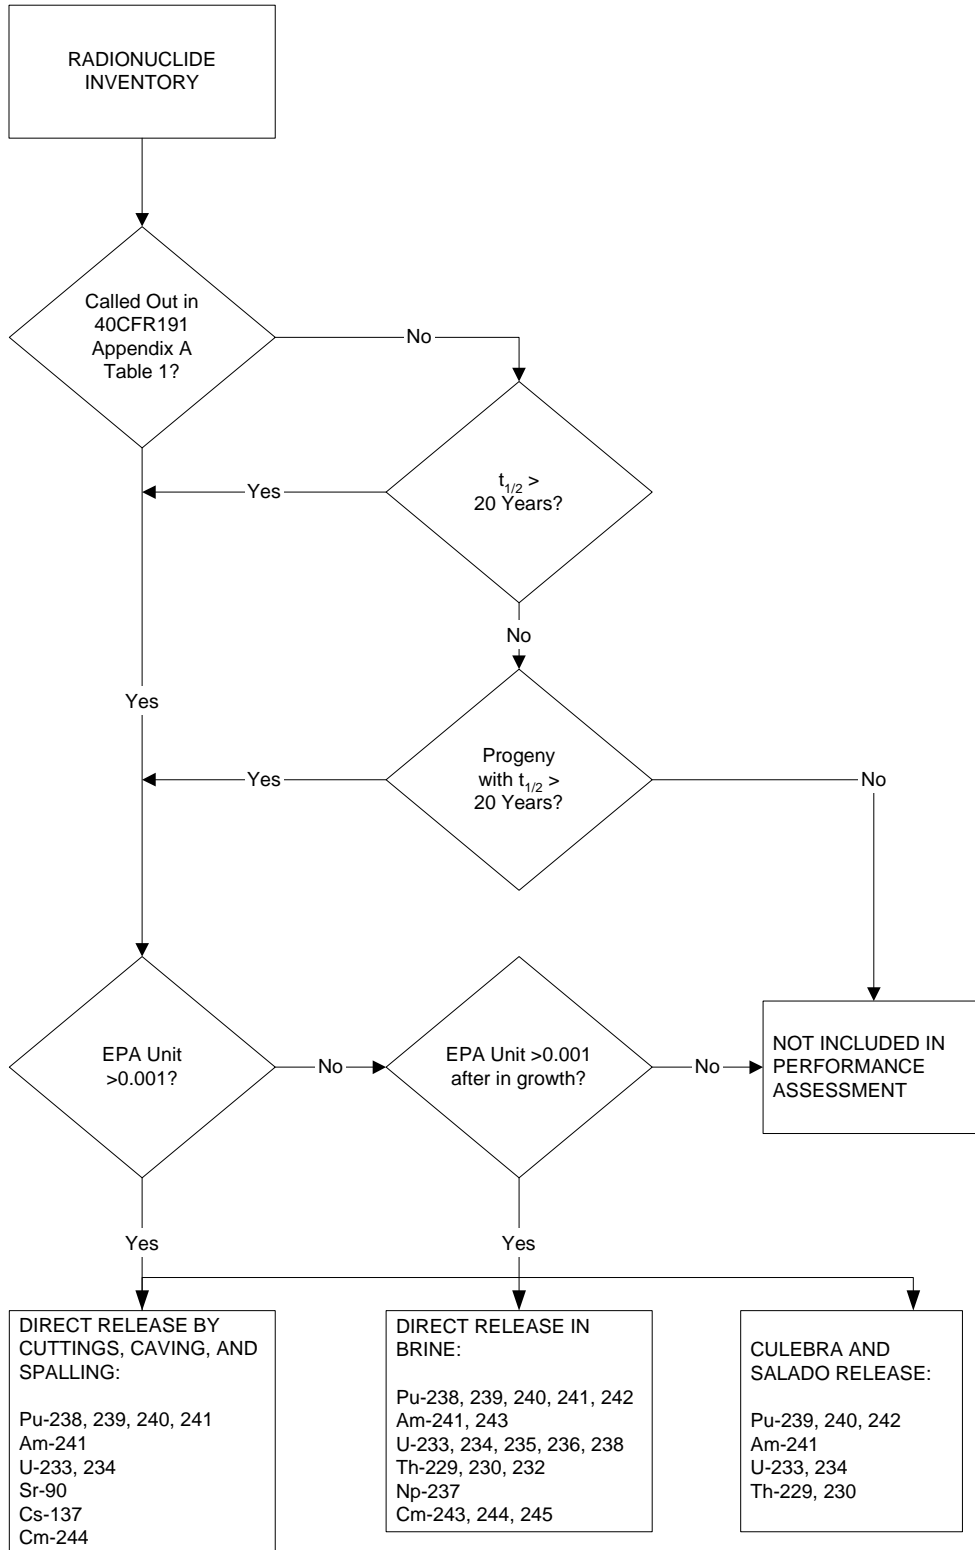 RADIONUCLIDE
INVENTORY
Called Out in
40CFR191
Appendix A
Table 1?
No
t1/2 >
20 Years?
Yes
No
Yes
Progeny
with t1/2 >
20 Years?
Yes
No
EPA Unit
>0.001?
No
EPA Unit >0.001
after in growth?
No
NOT INCLUDED IN
PERFORMANCE
ASSESSMENT
Yes
Yes
DIRECT RELEASE BY
CUTTINGS, CAVING, AND
SPALLING:
Pu-238, 239, 240, 241
Am-241
U-233, 234
Sr-90
Cs-137
Cm-244
DIRECT RELEASE IN
BRINE:
Pu-238, 239, 240, 241, 242
Am-241, 243
U-233, 234, 235, 236, 238
Th-229, 230, 232
Np-237
Cm-243, 244, 245
CULEBRA AND
SALADO RELEASE:
Pu-239, 240, 242
Am-241
U-233, 234
Th-229, 230